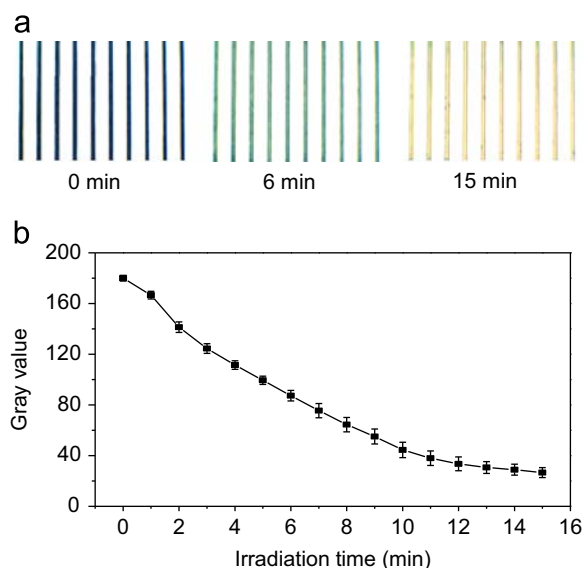 a
0 min 6 min 15 min
b
200
160
120
80
40
0
Gray value
0 2 4 6 8 10 12 14 16
Irradiation time (min)